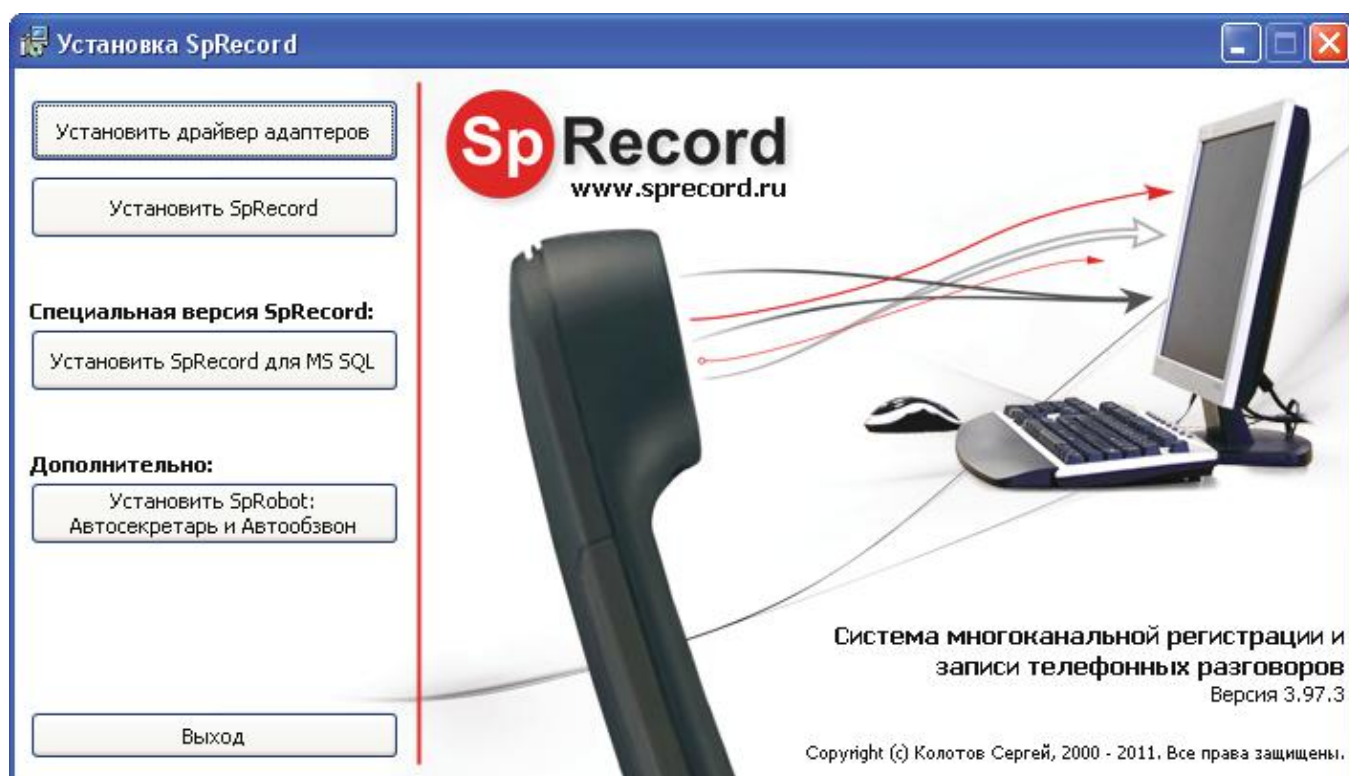 Установка SpRecord
Установить драйвер адаптеров
Установить SpRecord
Специальная версия SpRecord:
Установить SpRecord для MS SQL
Дополнительно:
Установить SpRobot:
Автосекретарь и Автообзвон
Выход
Sp Record
www.sprecord.ru
Система многоканальной регистрации и
записи телефонных разговоров
Версия 3.97.3
Copyright (c) Колотов Сергей, 2000 - 2011. Все права защищены.